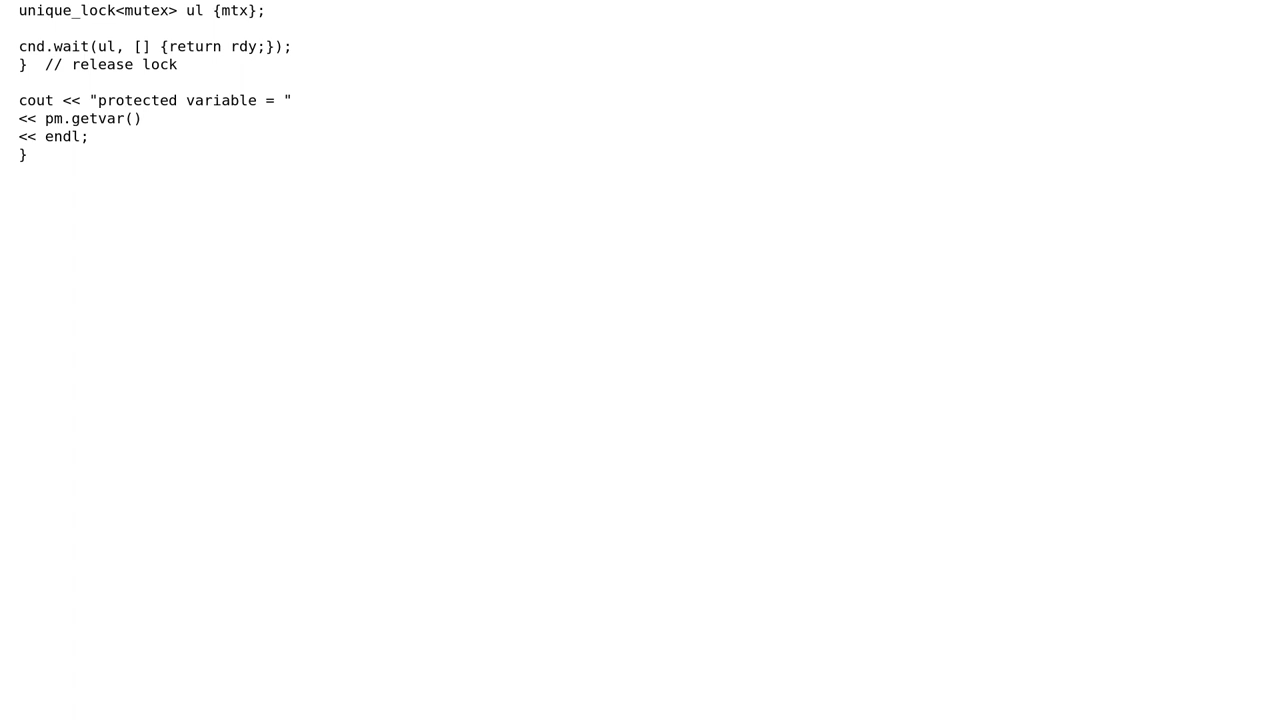 unique_lock<mutex> ul {mtx};
cnd.wait(ul, [] {return rdy;});
}  // release lock
cout << "protected variable = "
<< pm.getvar()
<< endl;
}